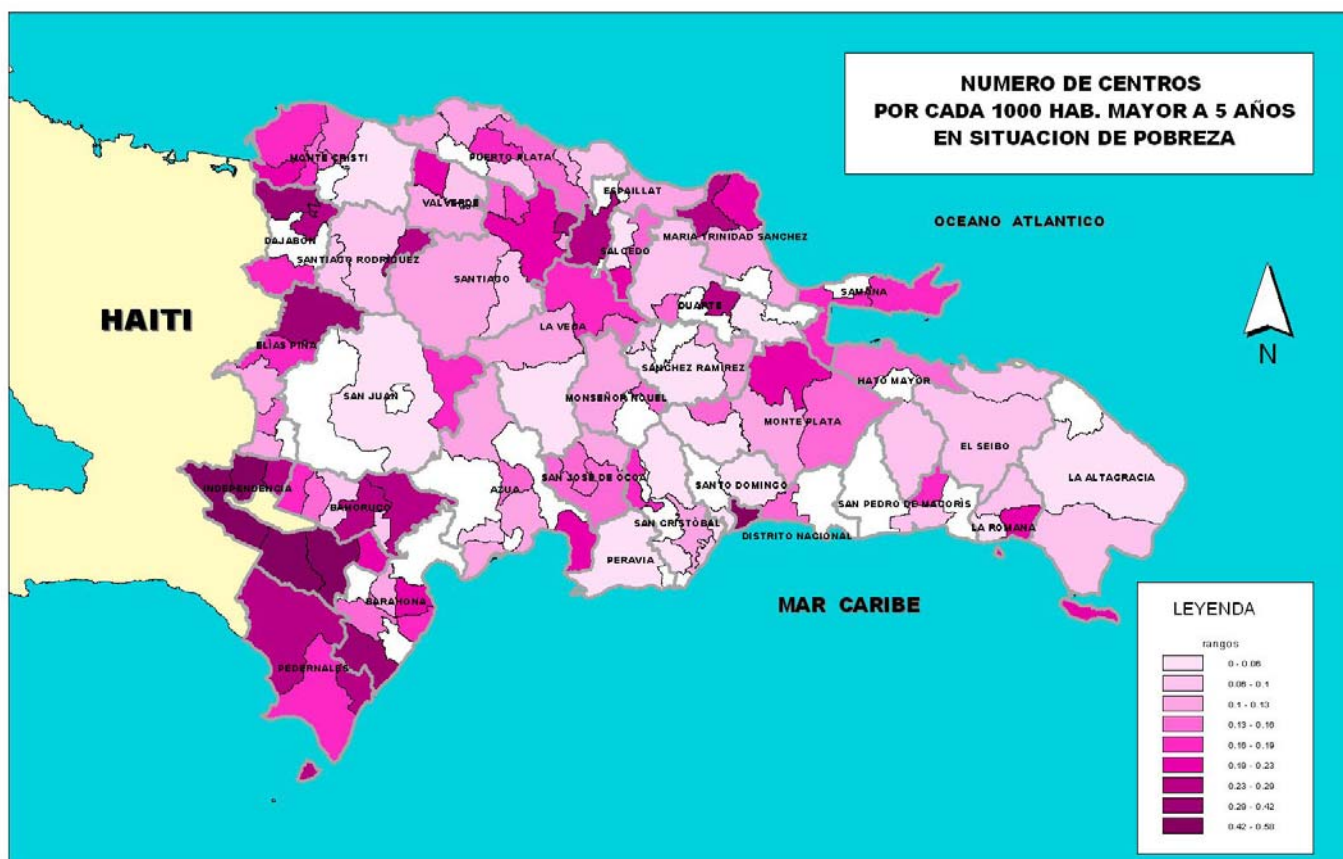 NUMERO DE CENTROS
POR CADA 1000 HAB. MAYOR A 5 AÑOS
EN SITUACION DE POBREZA
OCEANO ATLANTICO
N
HAITI
MONTE CRISTI
PUERTO PLATA
ESPAILLAT
VALVERDE
MARIA TRINIDAD SANCHEZ
DAJABON
SANTIAGO RODRIGUEZ
SALCEDO
SANTIAGO
SAMANA
DUARTE
LA VEGA
ELIAS PIÑA
SANCHEZ RAMIREZ
HATO MAYOR
SAN JUAN
MONSEÑOR NOUEL
MONTE PLATA
EL SEIBO
LA ALTAGRACIA
INDEPENDENCIA
SAN JOSE DE OCOA
SANTO DOMINGO
AZUA
SAN PEDRO DE MACORÌS
BAHORUCO
SAN CRISTÒBAL
LA ROMANA
DISTRITO NACIONAL
PERAVIA
BARAHONA
MAR CARIBE
PEDERNALES
LEYENDA
rangos
0 - 0.06
0.06 - 0.1
0.1 - 0.13
0.13 - 0.16
0.16 - 0.19
0.19 - 0.23
0.23 - 0.29
0.29 - 0.42
0.42 - 0.58